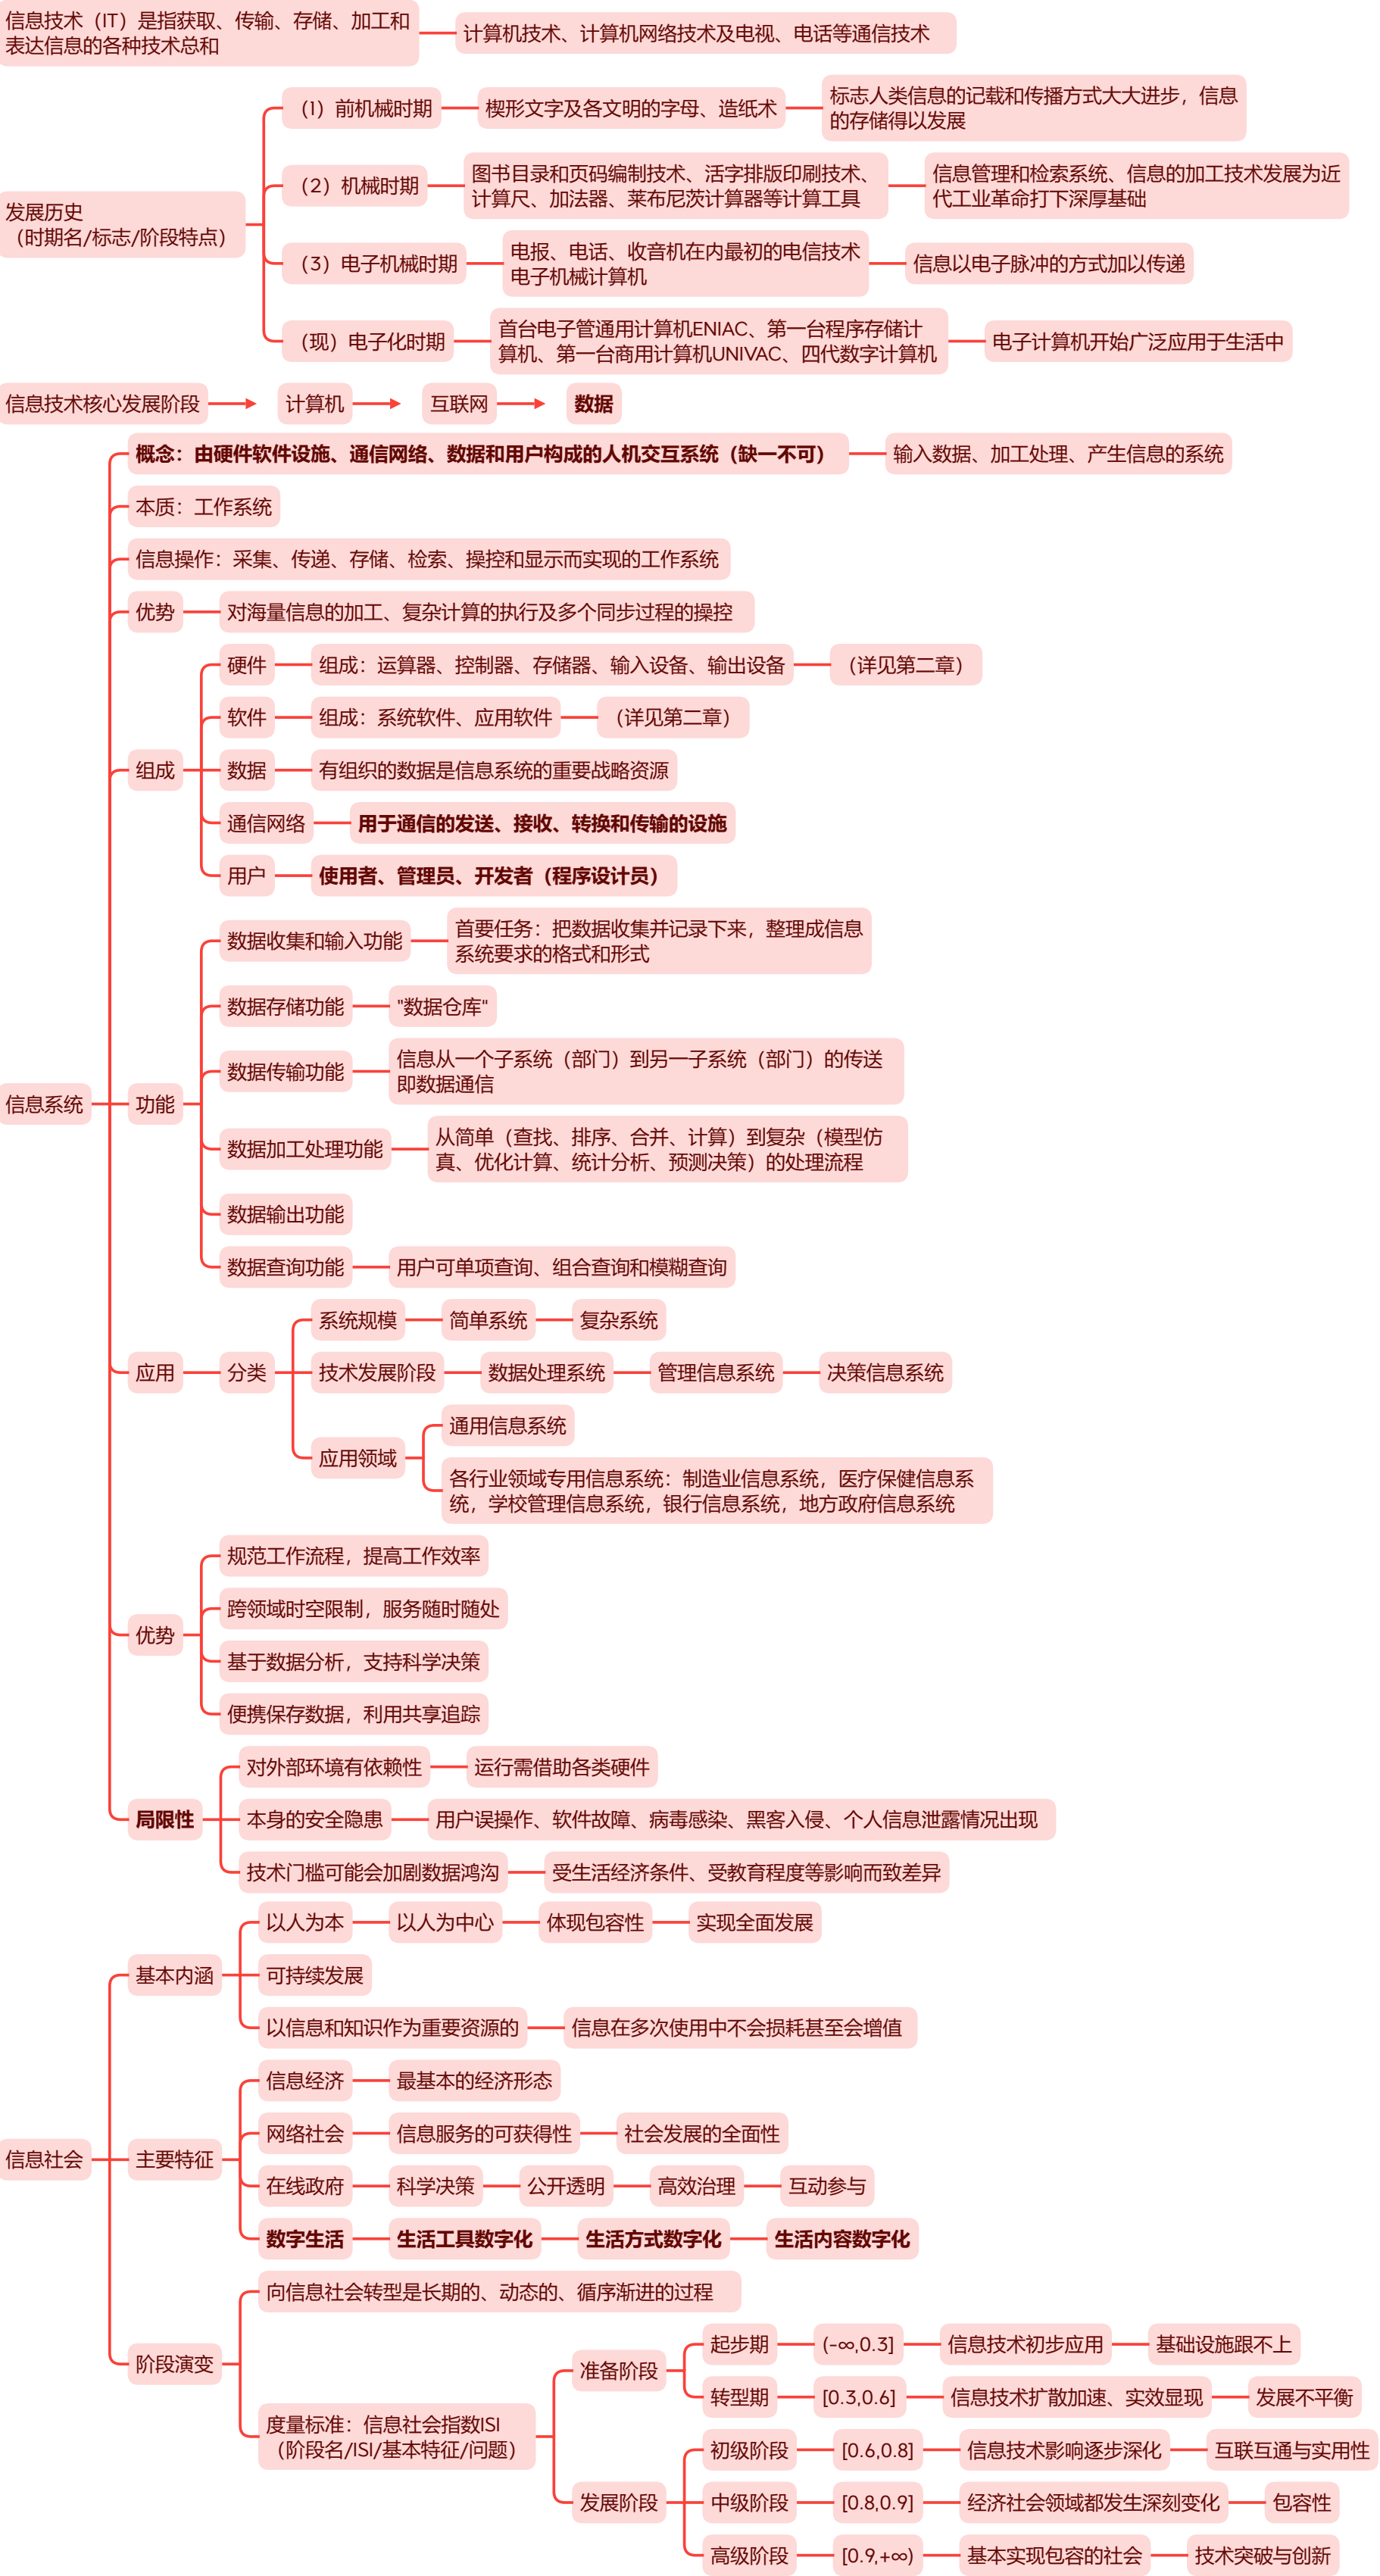 信息技术（IT）是指获取、传输、存储、加工和
表达信息的各种技术总和
计算机技术、计算机网络技术及电视、电话等通信技术
发展历史
（时期名/标志/阶段特点）
（1）前机械时期
楔形文字及各文明的字母、造纸术
标志人类信息的记载和传播方式大大进步，信息
的存储得以发展
（2）机械时期
图书目录和页码编制技术、活字排版印刷技术、
计算尺、加法器、莱布尼茨计算器等计算工具
信息管理和检索系统、信息的加工技术发展为近
代工业革命打下深厚基础
（3）电子机械时期
电报、电话、收音机在内最初的电信技术
电子机械计算机
信息以电子脉冲的方式加以传递
（现）电子化时期
首台电子管通用计算机ENIAC、第一台程序存储计
算机、第一台商用计算机UNIVAC、四代数字计算机
电子计算机开始广泛应用于生活中
信息技术核心发展阶段
计算机
互联网
数据
信息系统
概念：由硬件软件设施、通信网络、数据和用户构成的人机交互系统（缺一不可）
输入数据、加工处理、产生信息的系统
本质：工作系统
信息操作：采集、传递、存储、检索、操控和显示而实现的工作系统
优势
对海量信息的加工、复杂计算的执行及多个同步过程的操控
组成
硬件
组成：运算器、控制器、存储器、输入设备、输出设备
（详见第二章）
软件
组成：系统软件、应用软件
（详见第二章）
数据
有组织的数据是信息系统的重要战略资源
通信网络
用于通信的发送、接收、转换和传输的设施
用户
使用者、管理员、开发者（程序设计员）
功能
数据收集和输入功能
首要任务：把数据收集并记录下来，整理成信息
系统要求的格式和形式
数据存储功能
"数据仓库"
数据传输功能
信息从一个子系统（部门）到另一子系统（部门）的传送
即数据通信
数据加工处理功能
从简单（查找、排序、合并、计算）到复杂（模型仿
真、优化计算、统计分析、预测决策）的处理流程
数据输出功能
数据查询功能
用户可单项查询、组合查询和模糊查询
应用
分类
系统规模
简单系统
复杂系统
技术发展阶段
数据处理系统
管理信息系统
决策信息系统
应用领域
通用信息系统
各行业领域专用信息系统：制造业信息系统，医疗保健信息系
统，学校管理信息系统，银行信息系统，地方政府信息系统
优势
规范工作流程，提高工作效率
跨领域时空限制，服务随时随处
基于数据分析，支持科学决策
便携保存数据，利用共享追踪
局限性
对外部环境有依赖性
运行需借助各类硬件
本身的安全隐患
用户误操作、软件故障、病毒感染、黑客入侵、个人信息泄露情况出现
技术门槛可能会加剧数据鸿沟
受生活经济条件、受教育程度等影响而致差异
信息社会
基本内涵
以人为本
以人为中心
体现包容性
实现全面发展
可持续发展
以信息和知识作为重要资源的
信息在多次使用中不会损耗甚至会增值
主要特征
信息经济
最基本的经济形态
网络社会
信息服务的可获得性
社会发展的全面性
在线政府
科学决策
公开透明
高效治理
互动参与
数字生活
生活工具数字化
生活方式数字化
生活内容数字化
阶段演变
向信息社会转型是长期的、动态的、循序渐进的过程
度量标准：信息社会指数ISI
（阶段名/ISI/基本特征/问题）
准备阶段
起步期
(-∞,0.3]
信息技术初步应用
基础设施跟不上
转型期
[0.3,0.6]
信息技术扩散加速、实效显现
发展不平衡
发展阶段
初级阶段
[0.6,0.8]
信息技术影响逐步深化
互联互通与实用性
中级阶段
[0.8,0.9]
经济社会领域都发生深刻变化
包容性
高级阶段
[0.9,+∞)
基本实现包容的社会
技术突破与创新